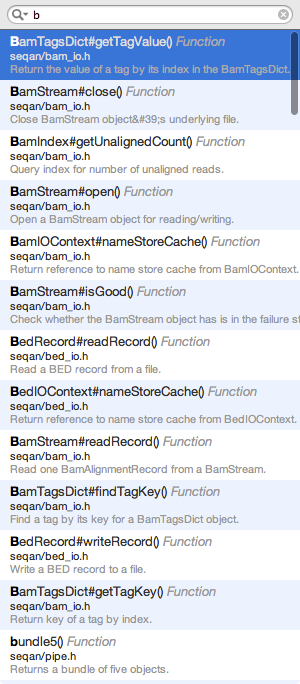 b
BamTagsDict#getTagValue() Function
seqan/bam_io.h
Return the value of a tag by its index in the BamTagsDict.
BamStream#close() Function
seqan/bam_io.h
Close BamStream object&#39;s underlying file.
BamIndex#getUnalignedCount() Function
seqan/bam_io.h
Query index for number of unaligned reads.
BamStream#open() Function
seqan/bam_io.h
Open a BamStream object for reading/writing.
BamIOContext#nameStoreCache() Function
seqan/bam_io.h
Return reference to name store cache from BamIOContext.
BamStream#isGood() Function
seqan/bam_io.h
Check whether the BamStream object has is in the failure st
BedRecord#readRecord() Function
seqan/bed_io.h
Read a BED record from a file.
BedIOContext#nameStoreCache() Function
seqan/bed_io.h
Return reference to name store cache from BedIOContext.
BamStream#readRecord() Function
seqan/bam_io.h
Read one BamAlignmentRecord from a BamStream.
BamTagsDict#findTagKey() Function
seqan/bam_io.h
Find a tag by its key for a BamTagsDict object.
BedRecord#writeRecord() Function
seqan/bed_io.h
Write a BED record to a file.
BamTagsDict#getTagKey() Function
seqan/bam_io.h
Return key of a tag by index.
bundle5() Function
seqan/pipe.h
Returns a bundle of five objects.